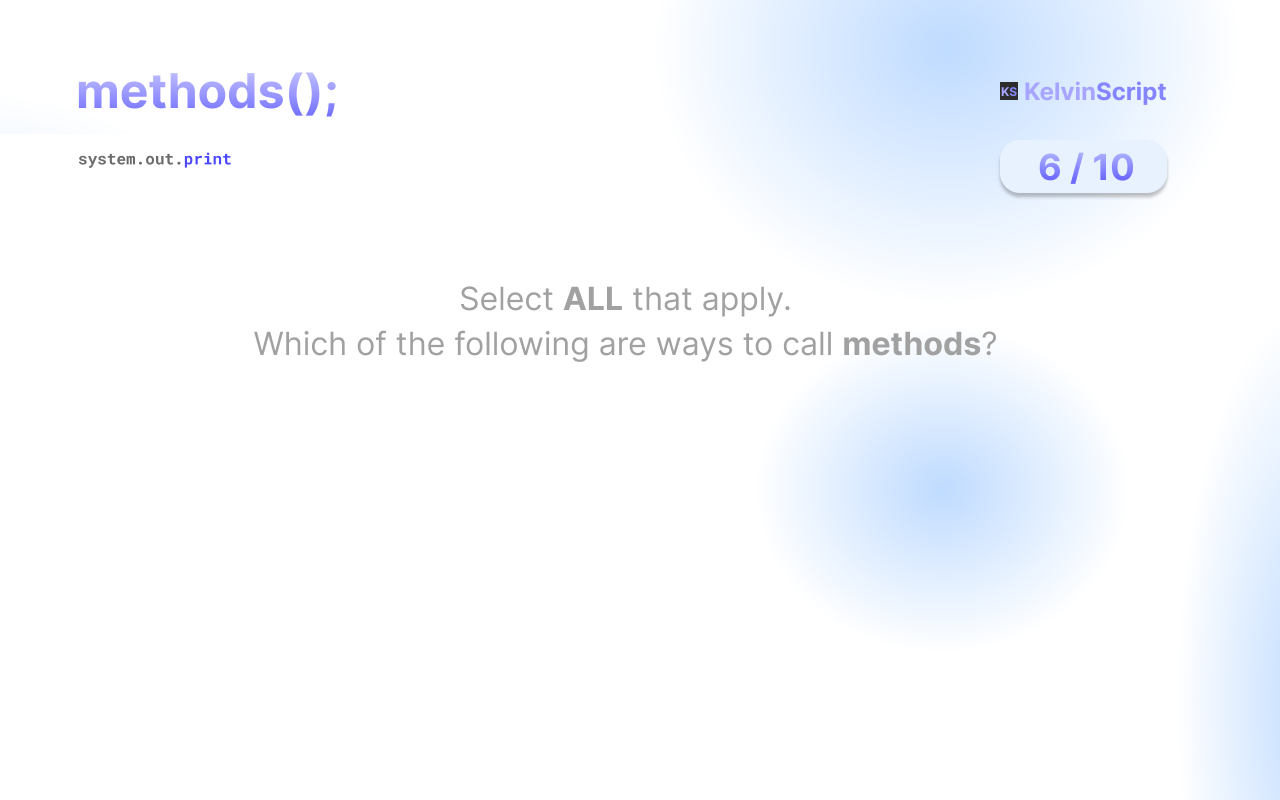 methods();
KS KelvinScript
system.out.print
6 / 10
Select ALL that apply.
Which of the following are ways to call methods?